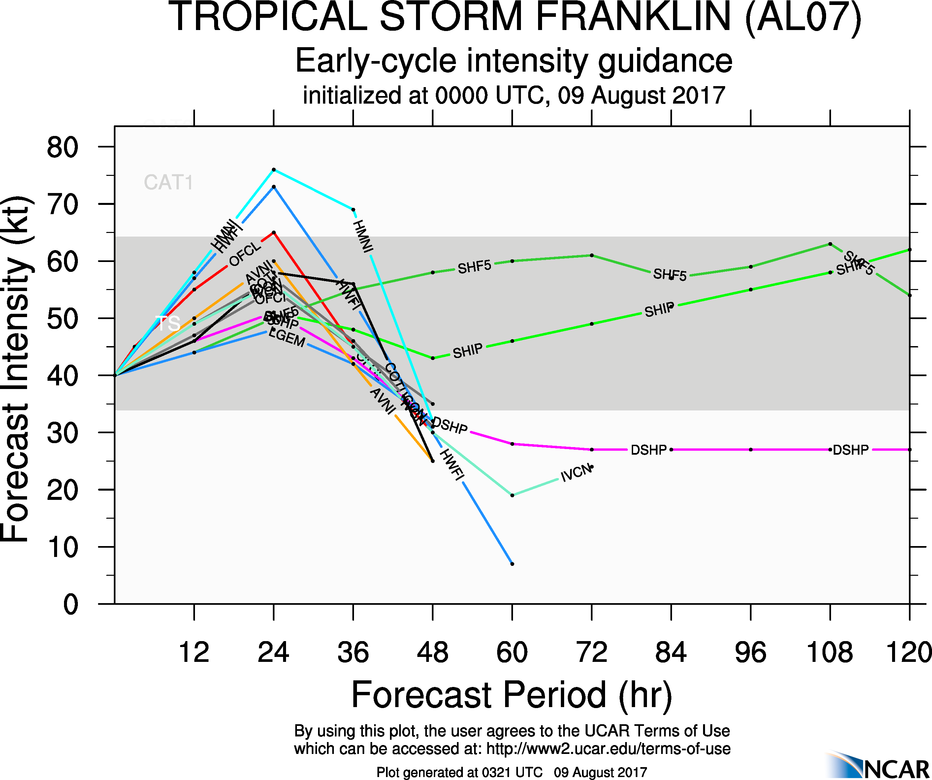 TROPICAL STORM FRANKLIN (AL07)
Early-cycle intensity guidance
initialized at 0000 UTC, 09 August 2017
Forecast Intensity (kt)
80
70
60
50
40
30
20
10
0
CAT1
TS
HMNI
HWFI
OFCL
AVNI
OFCI
SHF5
DSHP
LGEM
HMNI
HWFI
AVNI
COTI
HWFI
DSHP
IVCN
SHF5
SHIP
SHF5
SHIP
DSHP
SHF5
SHIP
DSHP
12 24 36 48 60 72 84 96 108 120
Forecast Period (hr)
By using this plot, the user agrees to the UCAR Terms of Use
which can be accessed at: http://www2.ucar.edu/terms-of-use
Plot generated at 0321 UTC 09 August 2017
NCAR